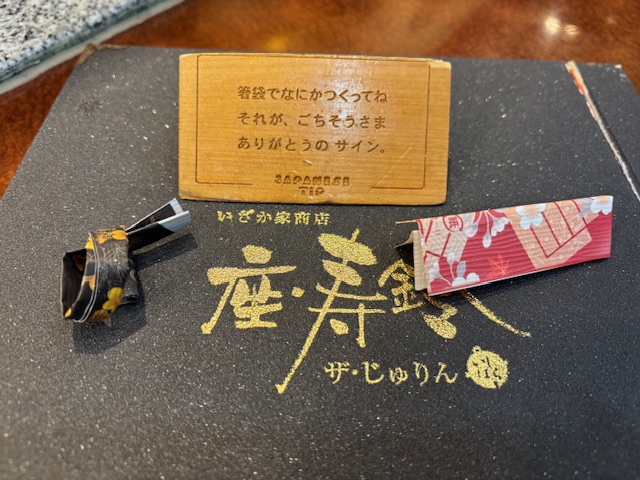 箸袋でなにかつくってね
それが、ごちそうさま
ありがとうの サイン。
JAPANESE
TIP
いざか家商店
座・寿鈴
ザ・じゅりん